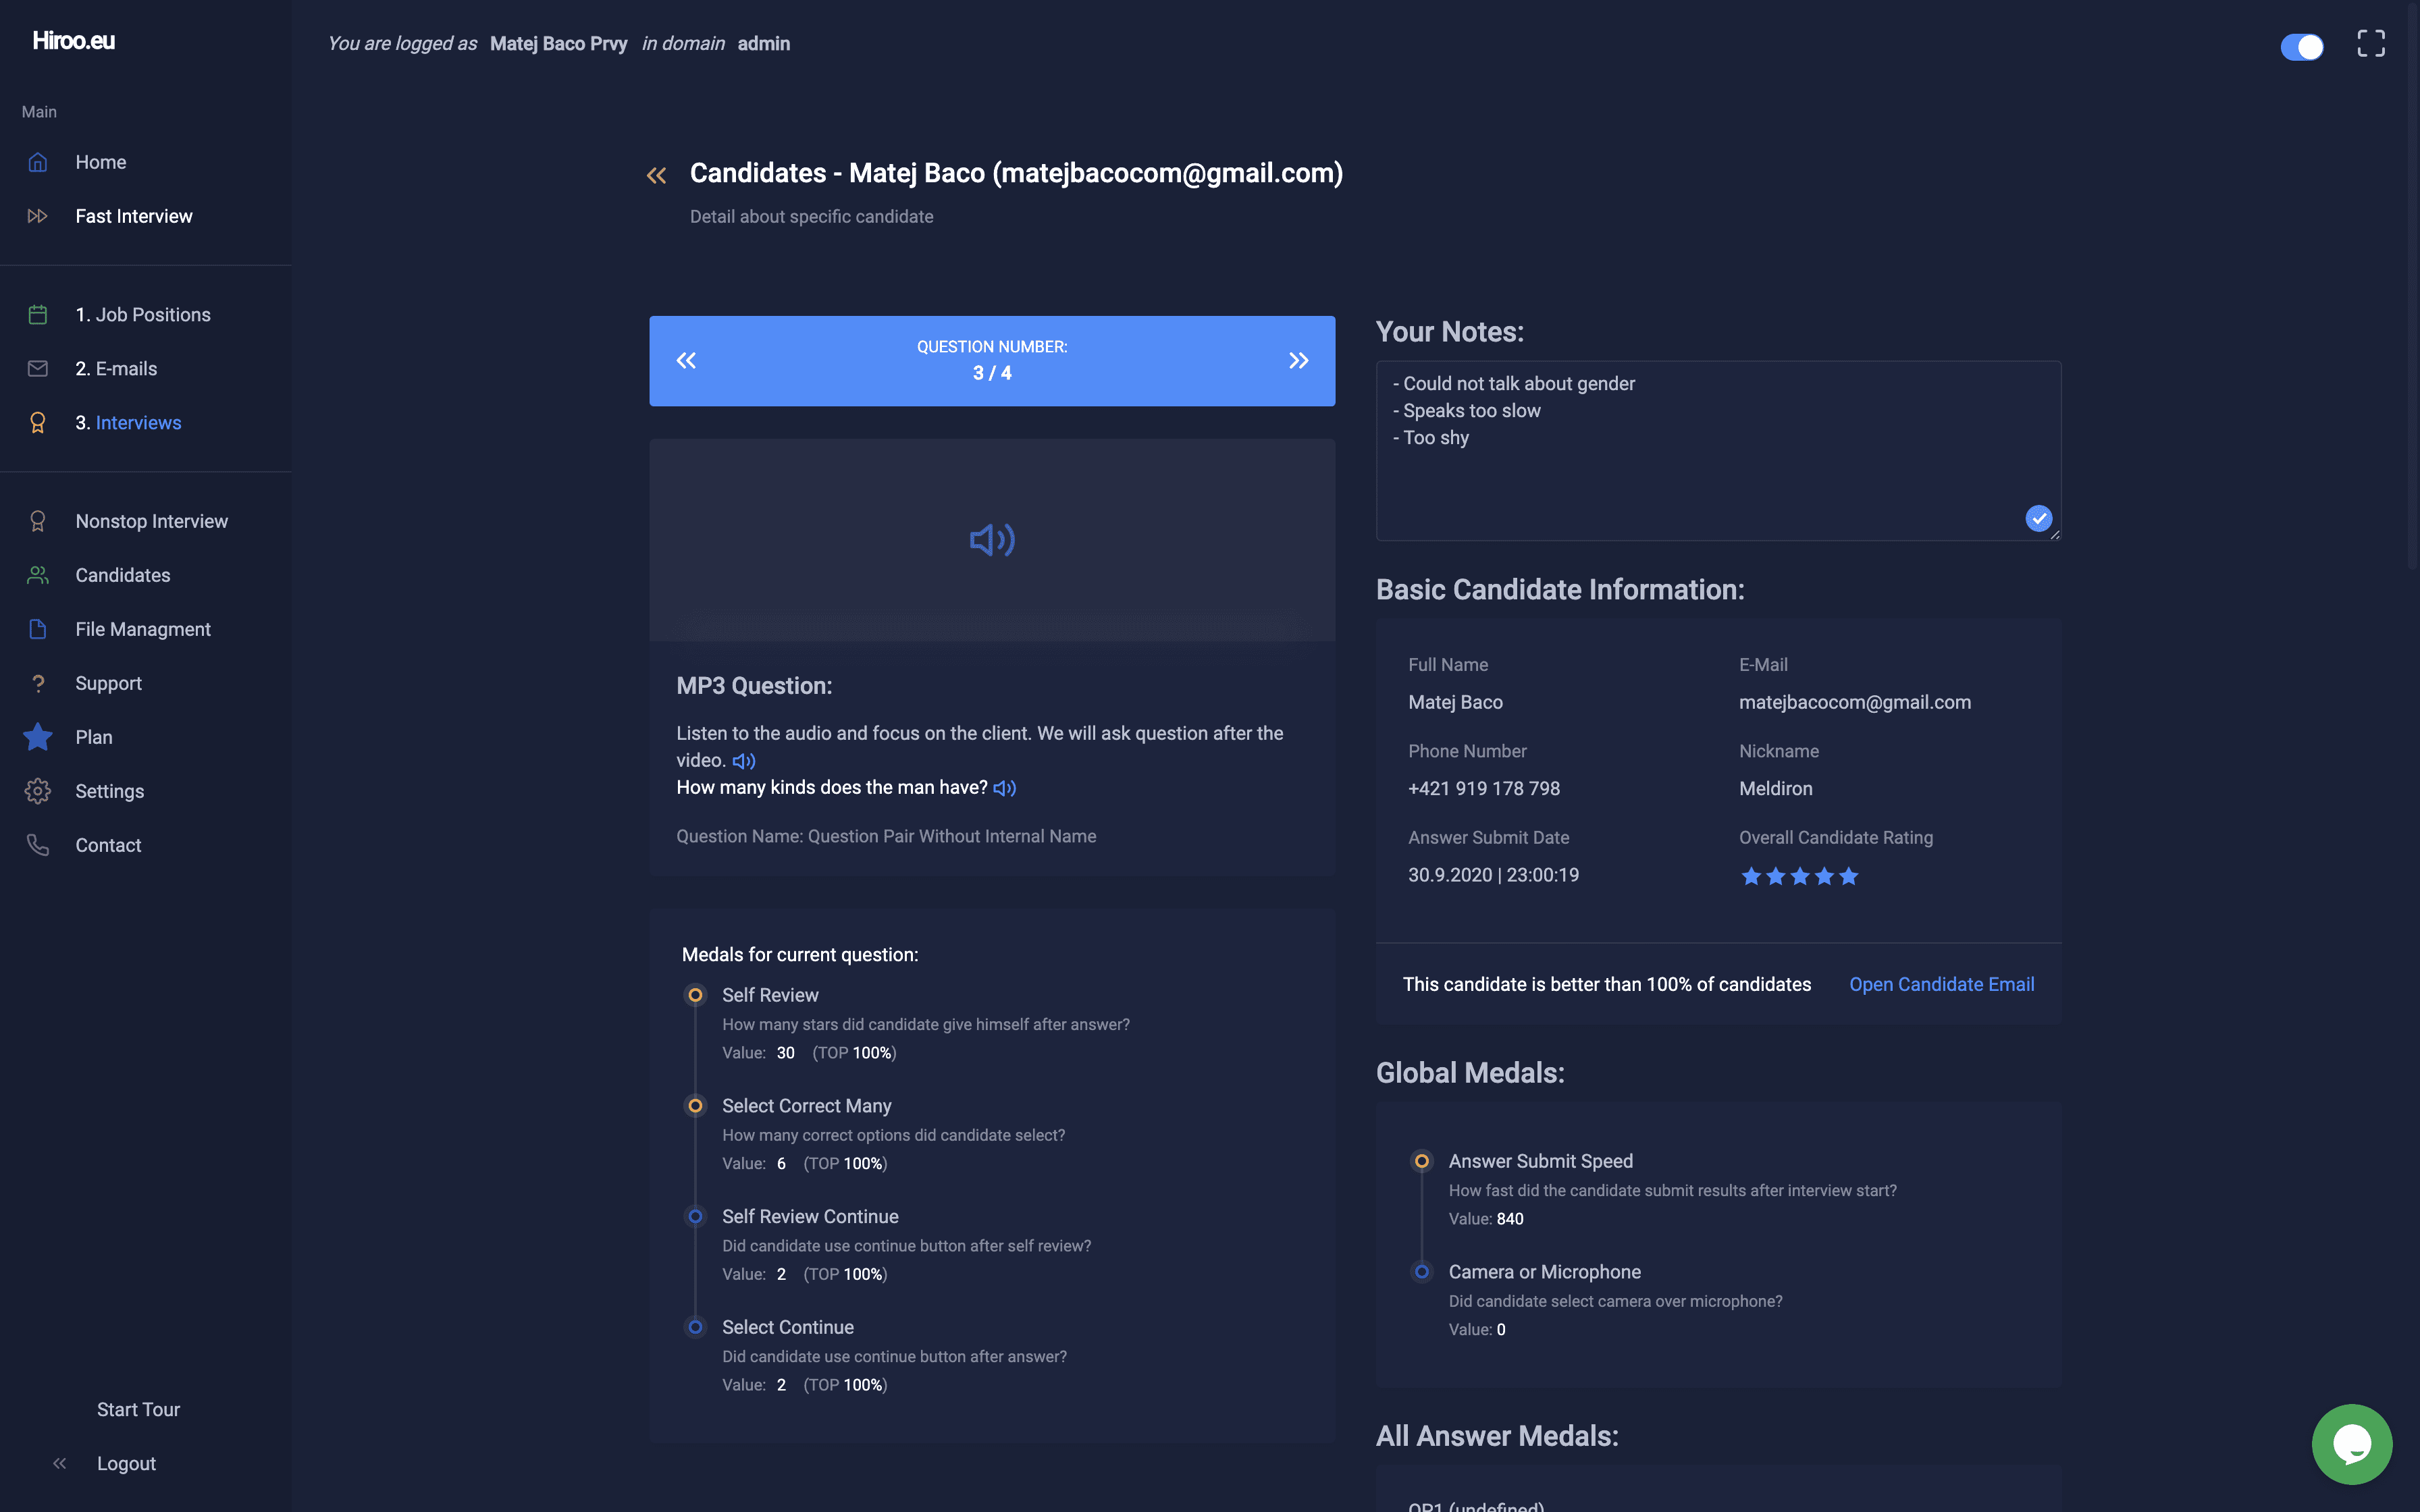 Hiroo.eu
You are logged as Matej Baco Prvy in domain admin
Main
Home
Fast Interview
1. Job Positions
2. E-mails
3. Interviews
Nonstop Interview
Candidates
File Managment
Support
Plan
Settings
Contact
Start Tour
Logout
Candidates - Matej Baco (matejbacocom@gmail.com)
Detail about specific candidate
QUESTION NUMBER:
3 / 4
MP3 Question:
Listen to the audio and focus on the client. We will ask question after the
video.
How many kinds does the man have?
Question Name: Question Pair Without Internal Name
Medals for current question:
Self Review
How many stars did candidate give himself after answer?
Value: 30 (TOP 100%)
Select Correct Many
How many correct options did candidate select?
Value: 6 (TOP 100%)
Self Review Continue
Did candidate use continue button after self review?
Value: 2 (TOP 100%)
Select Continue
Did candidate use continue button after answer?
Value: 2 (TOP 100%)
Your Notes:
- Could not talk about gender
- Speaks too slow
- Too shy
Basic Candidate Information:
Full Name E-Mail
Matej Baco matejbacocom@gmail.com
Phone Number Nickname
+421 919 178 798 Meldiron
Answer Submit Date Overall Candidate Rating
30.9.2020 | 23:00:19
This candidate is better than 100% of candidates Open Candidate Email
Global Medals:
Answer Submit Speed
How fast did the candidate submit results after interview start?
Value: 840
Camera or Microphone
Did candidate select camera over microphone?
Value: 0
All Answer Medals:
OP1 (undefined)